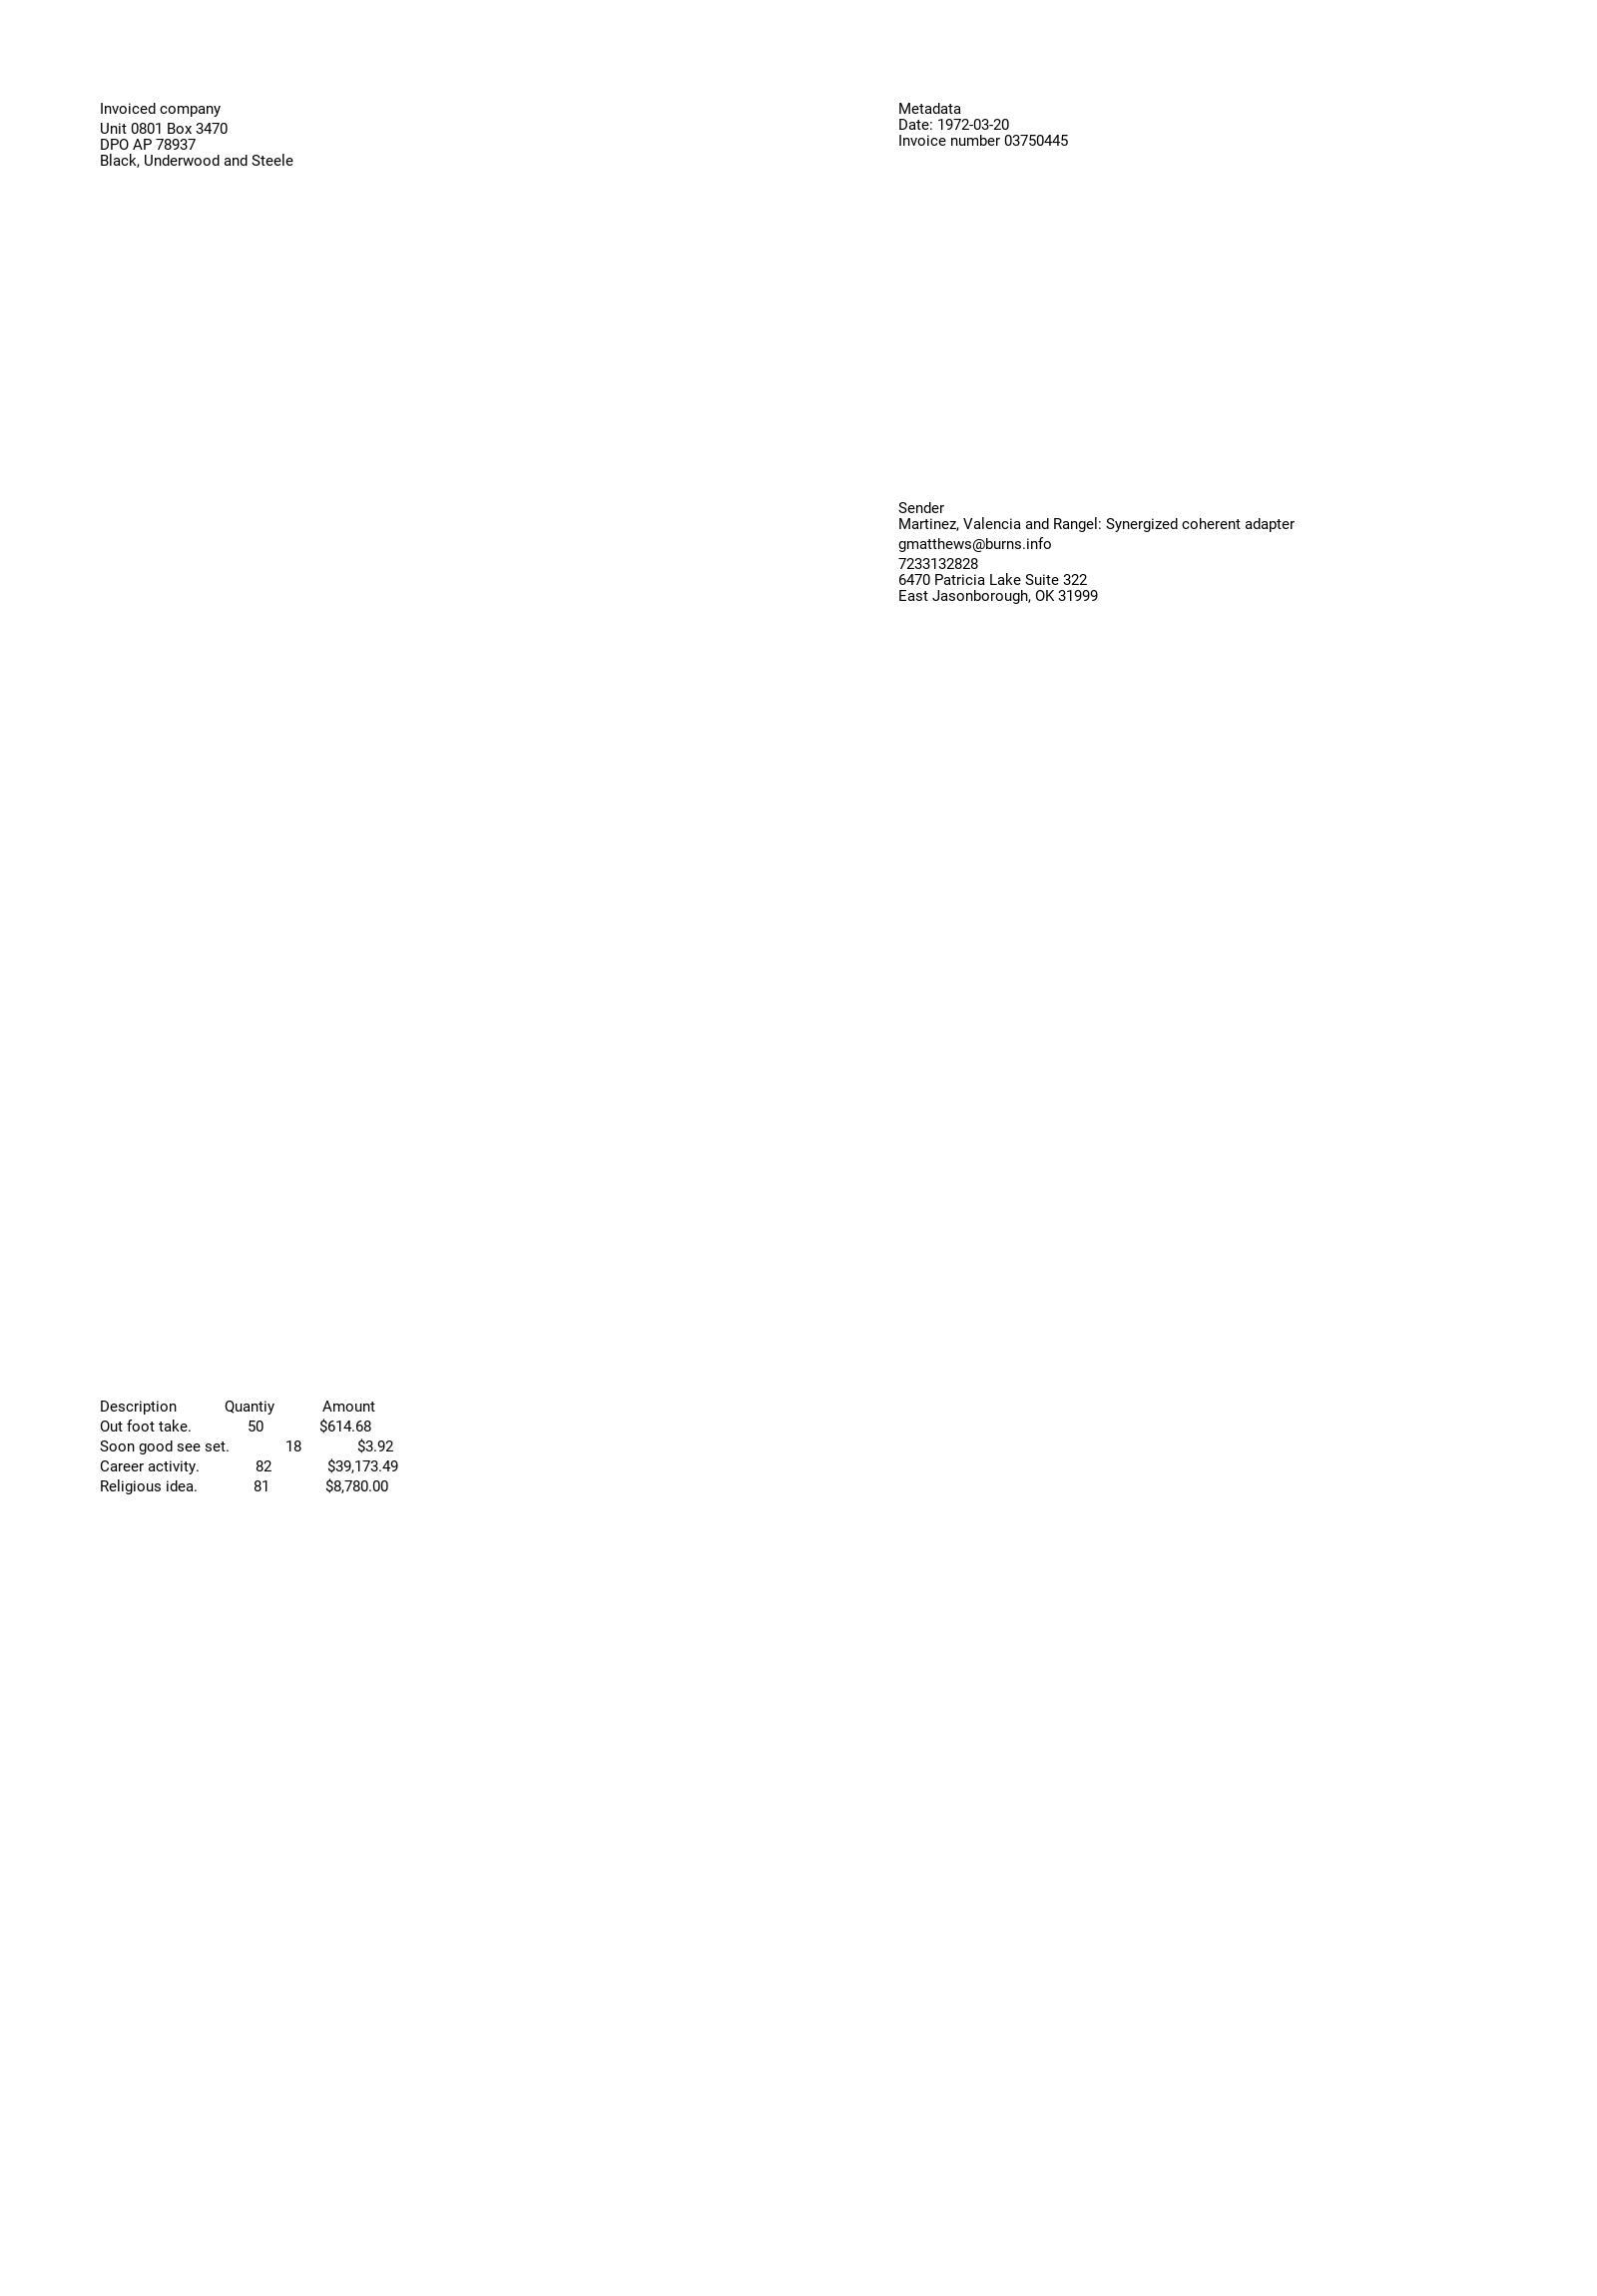 Invoiced company
Unit 0801 Box 3470
DPO AP 78937
Black, Underwood and Steele
Metadata
Date: 1972-03-20
Invoice number 03750445
Sender
Martinez, Valencia and Rangel: Synergized coherent adapter
gmatthews@burns.info
7233132828
6470 Patricia Lake Suite 322
East Jasonborough, OK 31999
Description Quantiy Amount
Out foot take. 50 $614.68
Soon good see set. 18 $3.92
Career activity. 82 $39,173.49
Religious idea. 81 $8,780.00